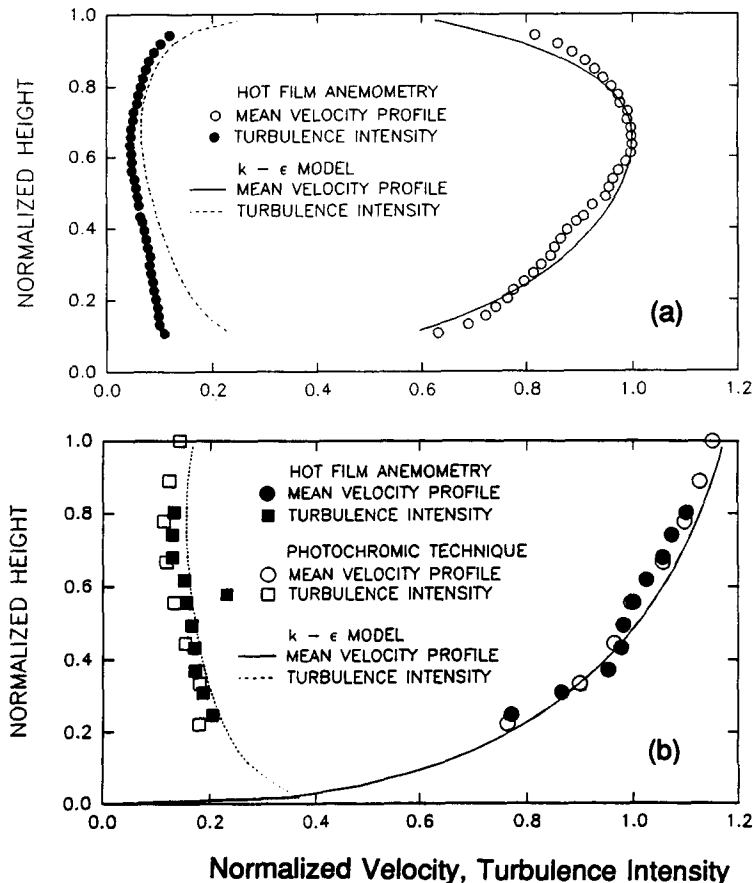 1.0
0.8
0.6
0.4
0.2
0.0
NORMALIZED HEIGHT
HOT FILM ANEMOMETRY
MEAN VELOCITY PROFILE
TURBULENCE INTENSITY
k – ϵ MODEL
MEAN VELOCITY PROFILE
TURBULENCE INTENSITY
(a)
0.0 0.2 0.4 0.6 0.8 1.0 1.2
1.0
0.8
0.6
0.4
0.2
0.0
NORMALIZED HEIGHT
HOT FILM ANEMOMETRY
MEAN VELOCITY PROFILE
TURBULENCE INTENSITY
PHOTOCHROMIC TECHNIQUE
MEAN VELOCITY PROFILE
TURBULENCE INTENSITY
k – ϵ MODEL
MEAN VELOCITY PROFILE
TURBULENCE INTENSITY
(b)
0.0 0.2 0.4 0.6 0.8 1.0 1.2
Normalized Velocity, Turbulence Intensity